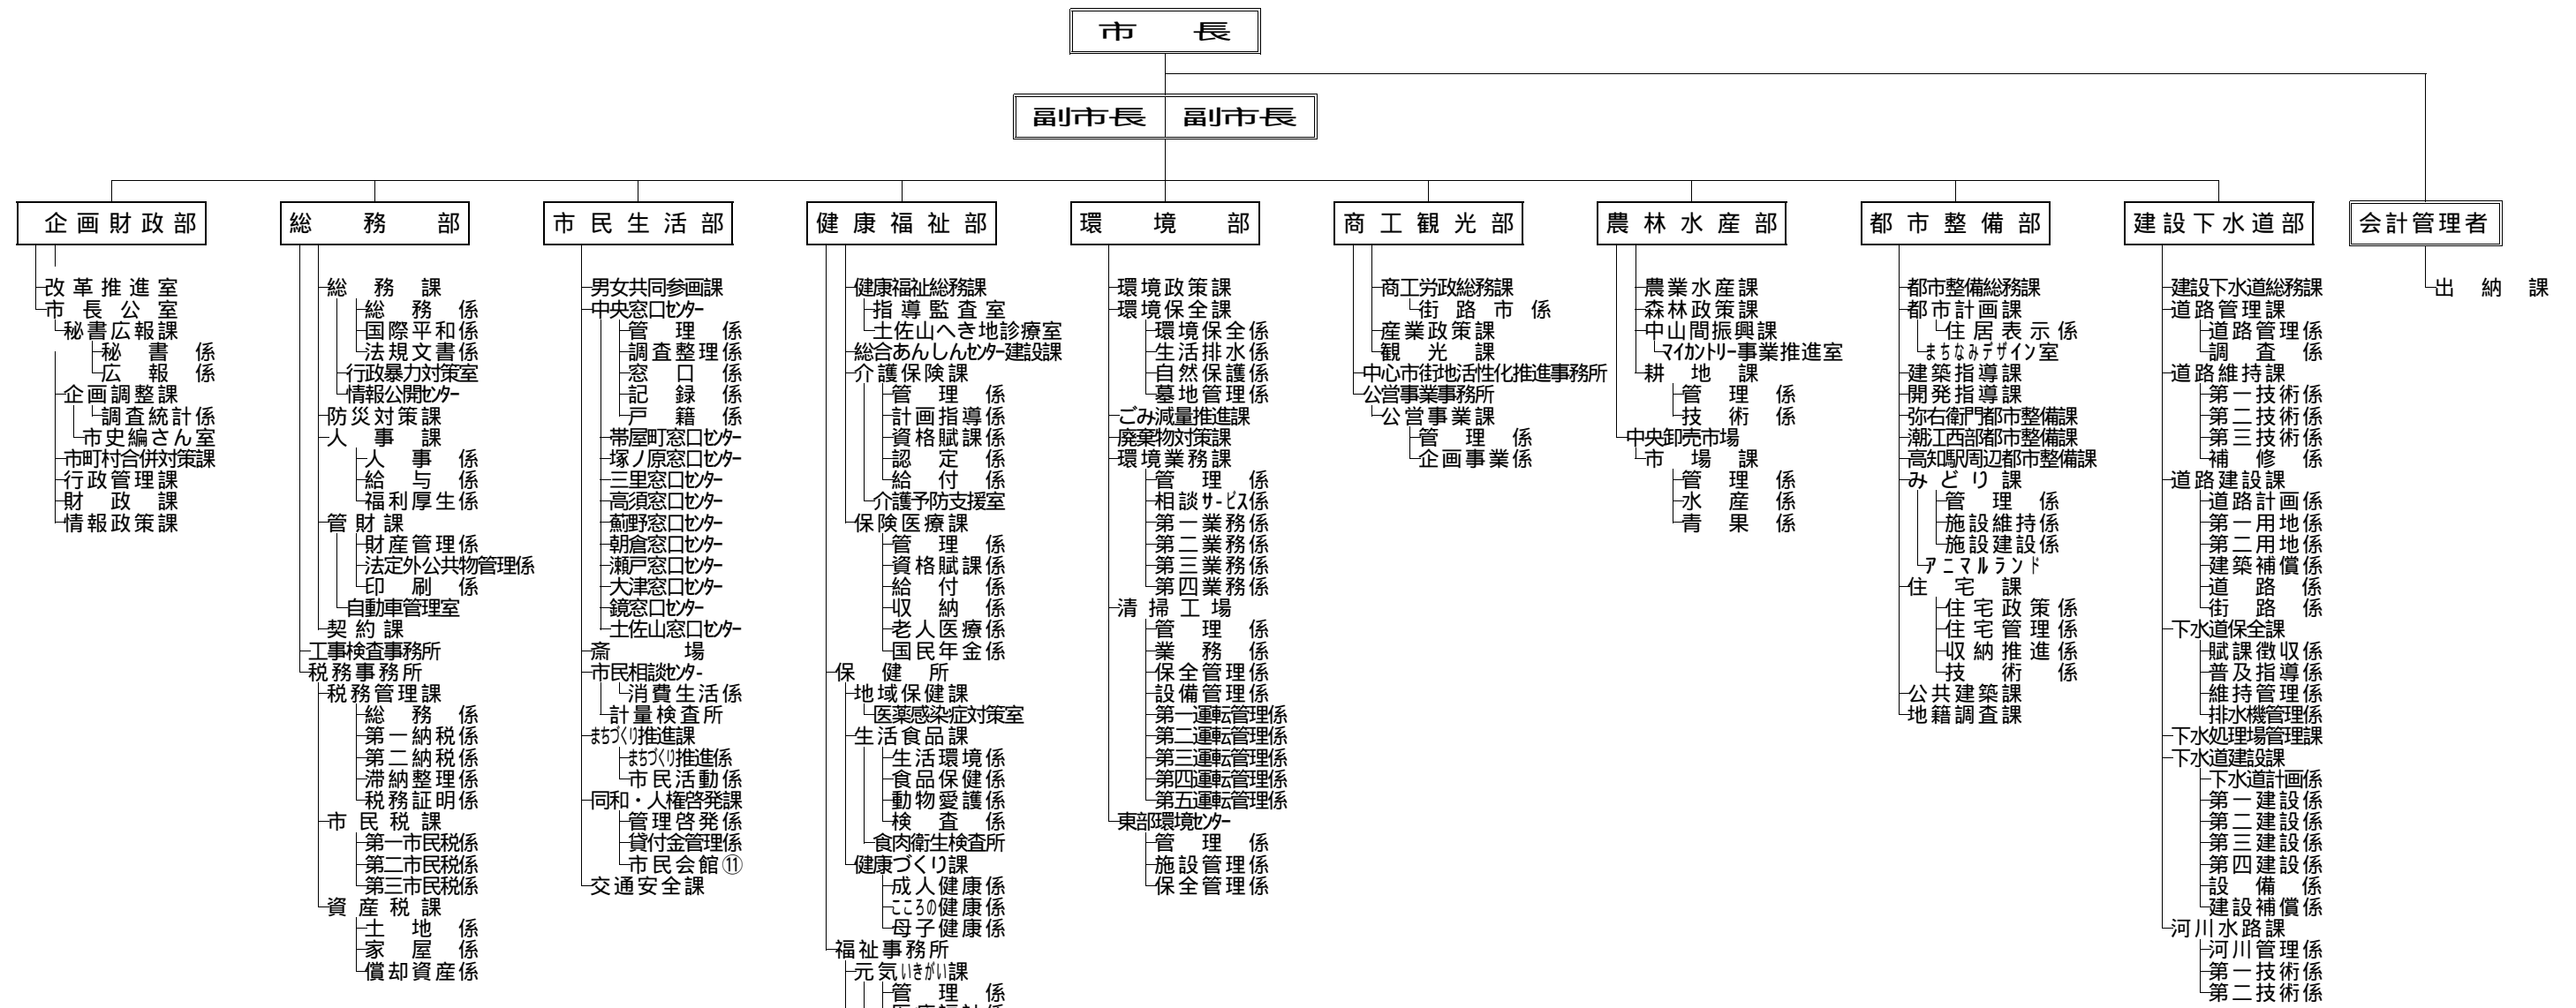 市長
副市長 副市長
企画財政部
改革推進室
市長公室
秘書広報課
秘書係
広報係
企画調整課
調査統計係
市史編さん室
市町村合併対策課
行政管理課
財政課
情報政策課
総務部
総務課
総務係
国際平和係
法規文書係
行政暴力対策室
情報公開ｾﾝﾀｰ
防災対策課
人事課
人事係
給与係
福利厚生係
管財課
財産管理係
法定外公共物管理係
印刷係
自動車管理室
契約課
工事検査事務所
税務事務所
税務管理課
総務係
第一納税係
第二納税係
滞納整理係
税務証明係
市民税課
第一市民税係
第二市民税係
第三市民税係
資産税課
土地係
家屋係
償却資産係
市民生活部
男女共同参画課
中央窓口ｾﾝﾀｰ
管理係
調査整理係
窓口係
記録係
戸籍係
帯屋町窓口ｾﾝﾀｰ
塚ノ原窓口ｾﾝﾀｰ
三里窓口ｾﾝﾀｰ
高須窓口ｾﾝﾀｰ
薊野窓口ｾﾝﾀｰ
朝倉窓口ｾﾝﾀｰ
瀬戸窓口ｾﾝﾀｰ
大津窓口ｾﾝﾀｰ
鏡窓口ｾﾝﾀｰ
土佐山窓口ｾﾝﾀｰ
斎場
市民相談ｾﾝﾀ-
消費生活係
計量検査所
まちづくり推進課
まちづくり推進係
市民活動係
同和・人権啓発課
管理啓発係
貸付金管理係
市民会館⑪
交通安全課
健康福祉部
健康福祉総務課
指導監査室
土佐山へき地診療室
総合あんしんｾﾝﾀｰ建設課
介護保険課
管理係
計画指導係
資格賦課係
認定係
給付係
介護予防支援室
保険医療課
管理係
資格賦課係
給付係
収納係
老人医療係
国民年金係
保健所
地域保健課
医薬感染症対策室
生活食品課
生活環境係
食品保健係
動物愛護係
検査係
食肉衛生検査所
健康づくり課
成人健康係
こころの健康係
母子健康係
福祉事務所
元気いきがい課
管理係
環境部
環境政策課
環境保全課
環境保全係
生活排水係
自然保護係
墓地管理係
ごみ減量推進課
廃棄物対策課
環境業務課
管理係
相談ｻｰﾋﾞｽ係
第一業務係
第二業務係
第三業務係
第四業務係
清掃工場
管理係
業務係
保全管理係
設備管理係
第一運転管理係
第二運転管理係
第三運転管理係
第四運転管理係
第五運転管理係
東部環境ｾﾝﾀｰ
管理係
施設管理係
保全管理係
商工観光部
商工労政総務課
街路市係
産業政策課
観光課
中心市街地活性化推進事務所
公営事業事務所
公営事業課
管理係
企画事業係
農林水産部
農業水産課
森林政策課
中山間振興課
ﾏｲｶﾝﾄﾘｰ事業推進室
耕地課
管理係
技術係
中央卸売市場
市場課
管理係
水産係
青果係
都市整備部
都市整備総務課
都市計画課
住居表示係
まちなみデザイン室
建築指導課
開発指導課
弥右衛門都市整備課
潮江西部都市整備課
高知駅周辺都市整備課
みどり課
管理係
施設維持係
施設建設係
アニマルランド
住宅課
住宅政策係
住宅管理係
収納推進係
技術係
公共建築課
地籍調査課
建設下水道部
建設下水道総務課
道路管理課
道路管理係
調査係
道路維持課
第一技術係
第二技術係
第三技術係
補修係
道路建設課
道路計画係
第一用地係
第二用地係
建築補償係
道路係
街路係
下水道保全課
賦課徴収係
普及指導係
維持管理係
排水機管理係
下水処理場管理課
下水道建設課
下水道計画係
第一建設係
第二建設係
第三建設係
第四建設係
設備係
建設補償係
河川水路課
河川管理係
第一技術係
第二技術係
会計管理者
出納課